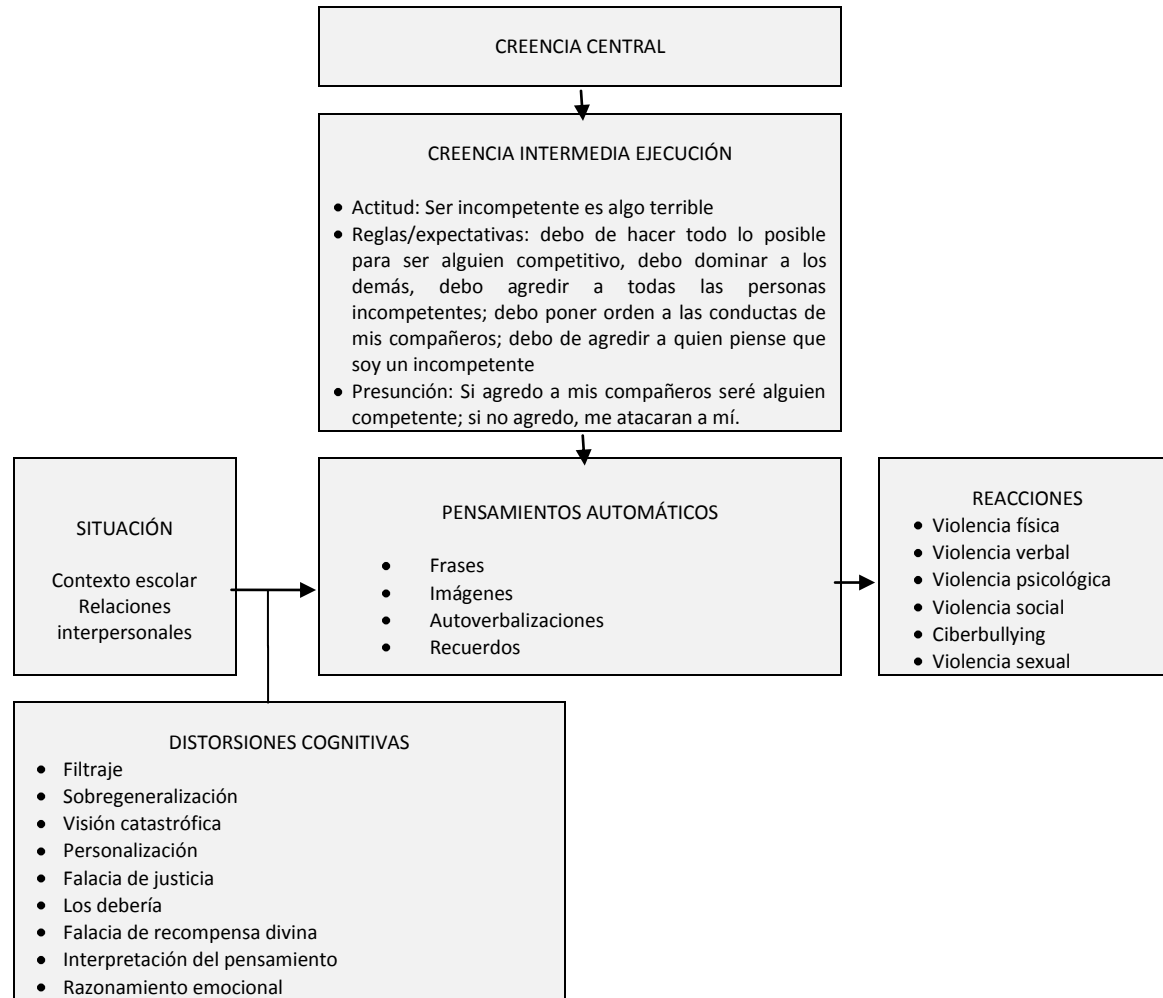 CREENCIA CENTRAL
CREENCIA INTERMEDIA EJECUCIÓN
• Actitud: Ser incompetente es algo terrible
• Reglas/expectativas: debo de hacer todo lo posible
para ser alguien competitivo, debo dominar a los
demás, debo agredir a todas las personas
incompetentes; debo poner orden a las conductas de
mis compañeros; debo de agredir a quien piense que
soy un incompetente
• Presunción: Si agredo a mis compañeros seré alguien
competente; si no agredo, me atacaran a mí.
SITUACIÓN
Contexto escolar
Relaciones
interpersonales
PENSAMIENTOS AUTOMÁTICOS
• Frases
• Imágenes
• Autoverbalizaciones
• Recuerdos
REACCIONES
• Violencia física
• Violencia verbal
• Violencia psicológica
• Violencia social
• Ciberbullying
• Violencia sexual
DISTORSIONES COGNITIVAS
• Filtraje
• Sobregeneralización
• Visión catastrófica
• Personalización
• Falacia de justicia
• Los debería
• Falacia de recompensa divina
• Interpretación del pensamiento
• Razonamiento emocional